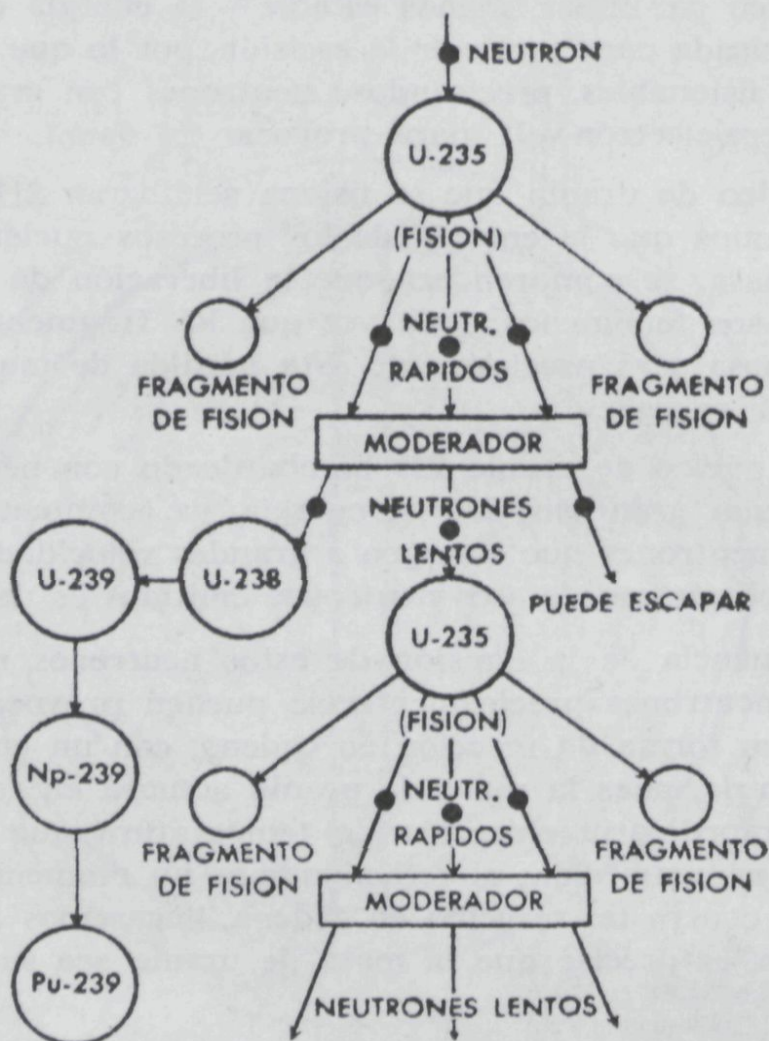 NEUTRON
U-235
(FISION)
NEUTR.
RAPIDOS
FRAGMENTO
DE FISION
FRAGMENTO
DE FISION
MODERADOR
NEUTRONES
LENTOS
U-239
U-238
PUEDE ESCAPAR
U-235
(FISION)
Np-239
NEUTR.
RAPIDOS
FRAGMENTO
DE FISION
FRAGMENTO
DE FISION
MODERADOR
Pu-239
NEUTRONES LENTOS